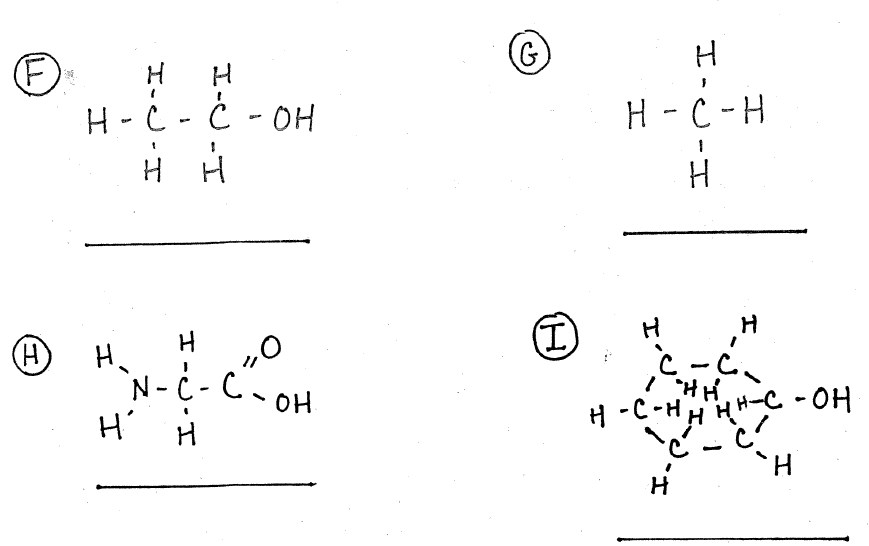 F
H H
H - C - C - OH
H H
G
H
H - C - H
H
H
H H O
N - C - C
H H OH
I
H H
C - C
H H
H - C - H H - C - OH
H H
C - C
H H